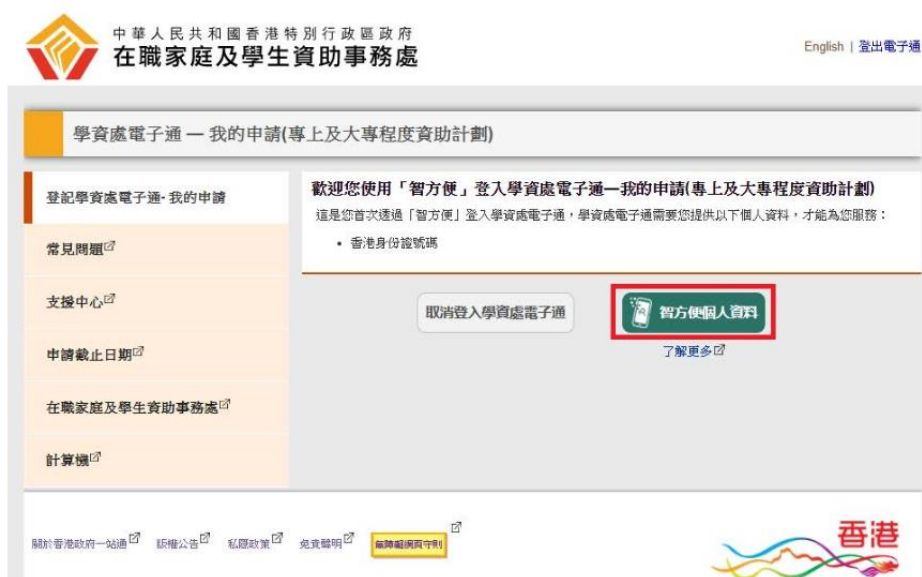 中華人民共和國香港特別行政區政府
在職家庭及學生資助事務處
English | 登出電子通
學資處電子通 — 我的申請(專上及大專程度資助計劃)
登記學資處電子通- 我的申請
常見問題
支援中心
申請截止日期
在職家庭及學生資助事務處
計算機
歡迎您使用「智方便」登入學資處電子通—我的申請(專上及大專程度資助計劃)
這是您首次透過「智方便」登入學資處電子通，學資處電子通需要您提供以下個人資料，才能為您服務：
• 香港身份證號碼
取消登入學資處電子通
智方便個人資料
了解更多
關於香港政府一站通 版權公告 私隱政策 免責聲明 無障礙網頁守則
香港